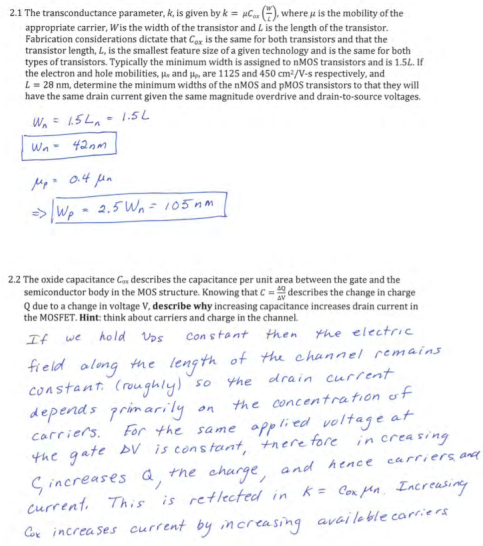 2.1 The transconductance parameter, k, is given by k = μCₒₓ (W/L), where μ is the mobility of the
appropriate carrier, W is the width of the transistor and L is the length of the transistor.
Fabrication considerations dictate that Cₒₓ is the same for both transistors and that the
transistor length, L, is the smallest feature size of a given technology and is the same for both
types of transistors. Typically the minimum width is assigned to nMOS transistors and is 1.5L. If
the electron and hole mobilities, μₙ and μₚ, are 1125 and 450 cm²/V-s respectively, and
L = 28 nm, determine the minimum widths of the nMOS and pMOS transistors to that they will
have the same drain current given the same magnitude overdrive and drain-to-source voltages.
Wₙ = 1.5Lₙ = 1.5L
Wₙ = 42nm
μₚ = 0.4 μₙ
⇒ Wₚ = 2.5Wₙ = 105nm
2.2 The oxide capacitance Cₒₓ describes the capacitance per unit area between the gate and the
semiconductor body in the MOS structure. Knowing that C = ΔQ/ΔV describes the change in charge
Q due to a change in voltage V, describe why increasing capacitance increases drain current in
the MOSFET. Hint: think about carriers and charge in the channel.
If we hold VDS constant then the electric
field along the length of the channel remains
constant (roughly) so the drain current
depends primarily on the concentration of
carriers. For the same applied voltage at
the gate ΔV is constant, therefore increasing
C, increases Q, the charge, and hence carriers and
current. This is reflected in K = Cox μn. Increasing
Cox increases current by increasing available carriers